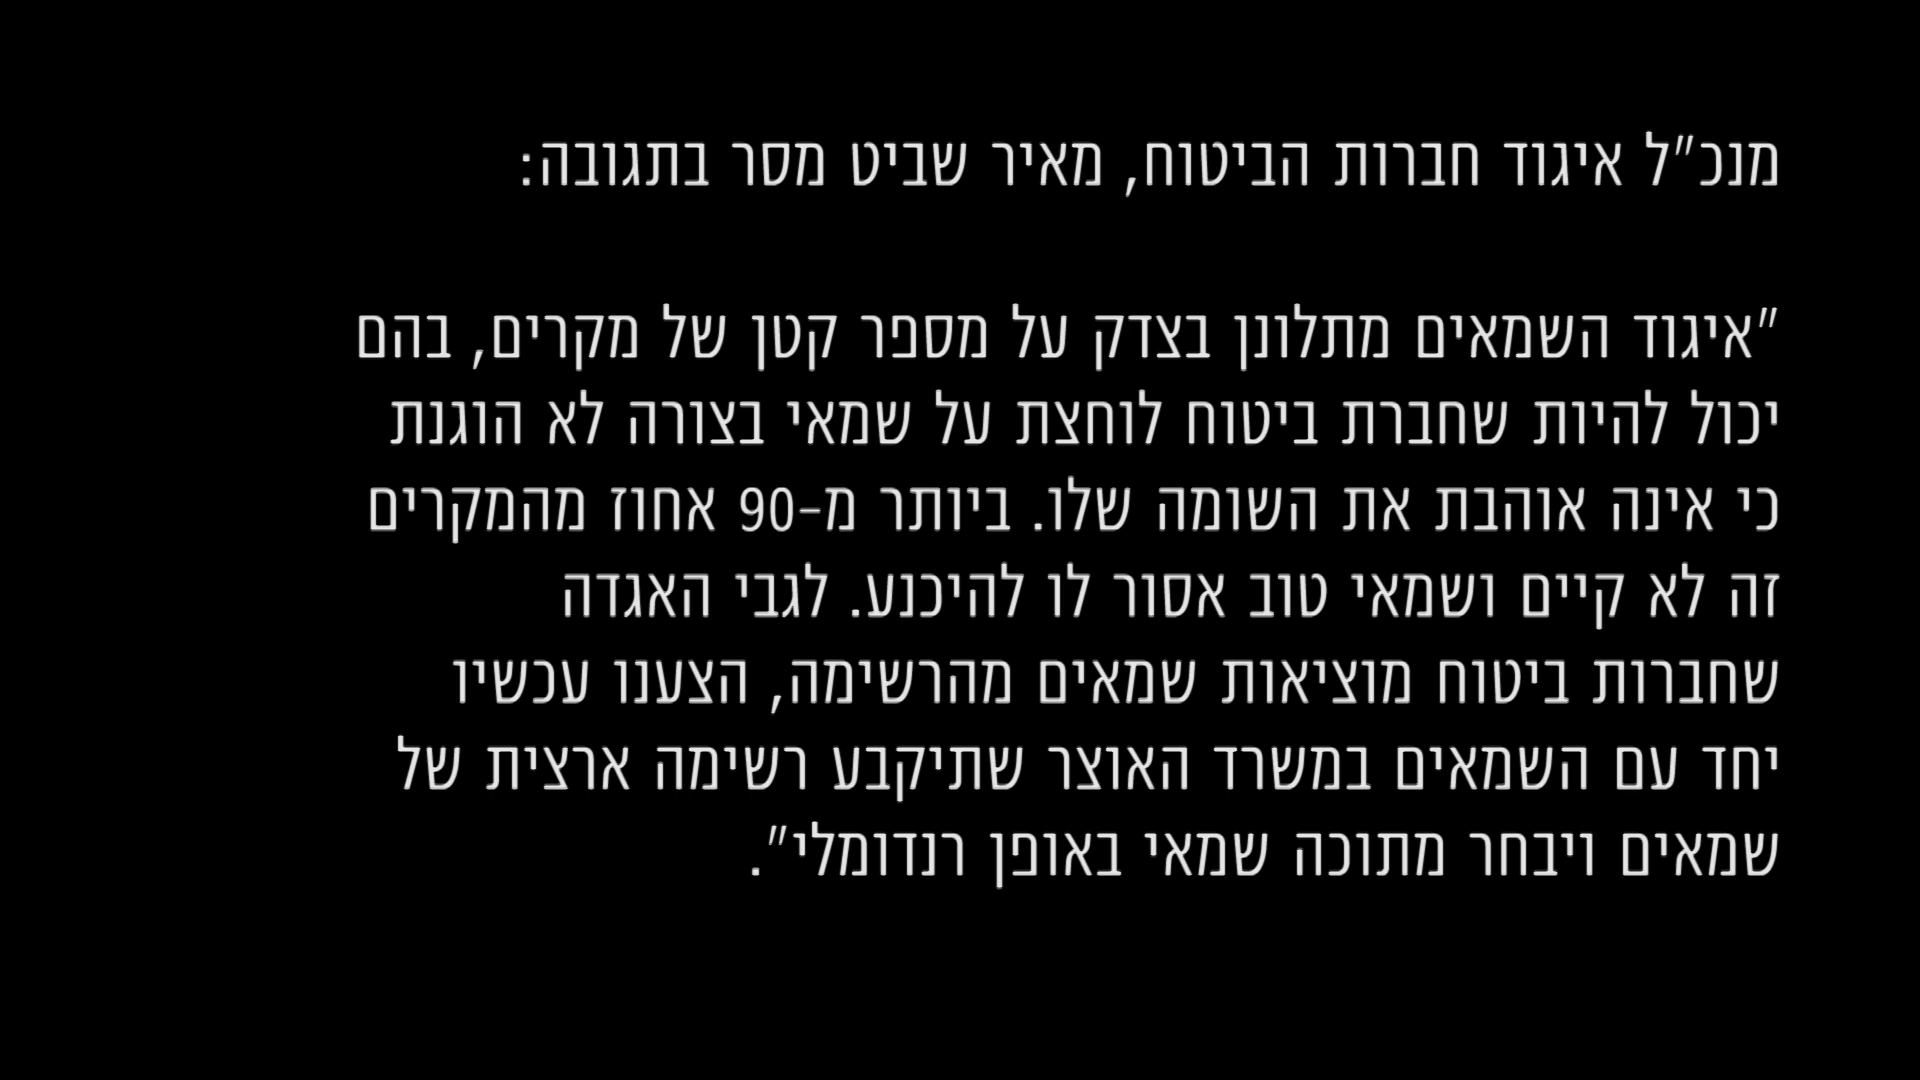 מנכ"ל איגוד חברות הביטוח, מאיר שביט מסר בתגובה:
"איגוד השמאים מתלונן בצדק על מספר קטן של מקרים, בהם
יכול להיות שחברת ביטוח לוחצת על שמאי בצורה לא הוגנת
כי אינה אוהבת את השומה שלו. ביותר מ-90 אחוז מהמקרים
זה לא קיים ושמאי טוב אסור לו להיכנע. לגבי האגדה
שחברות ביטוח מוציאות שמאים מהרשימה, הצענו עכשיו
יחד עם השמאים במשרד האוצר שתיקבע רשימה ארצית של
שמאים ויבחר מתוכה שמאי באופן רנדומלי".